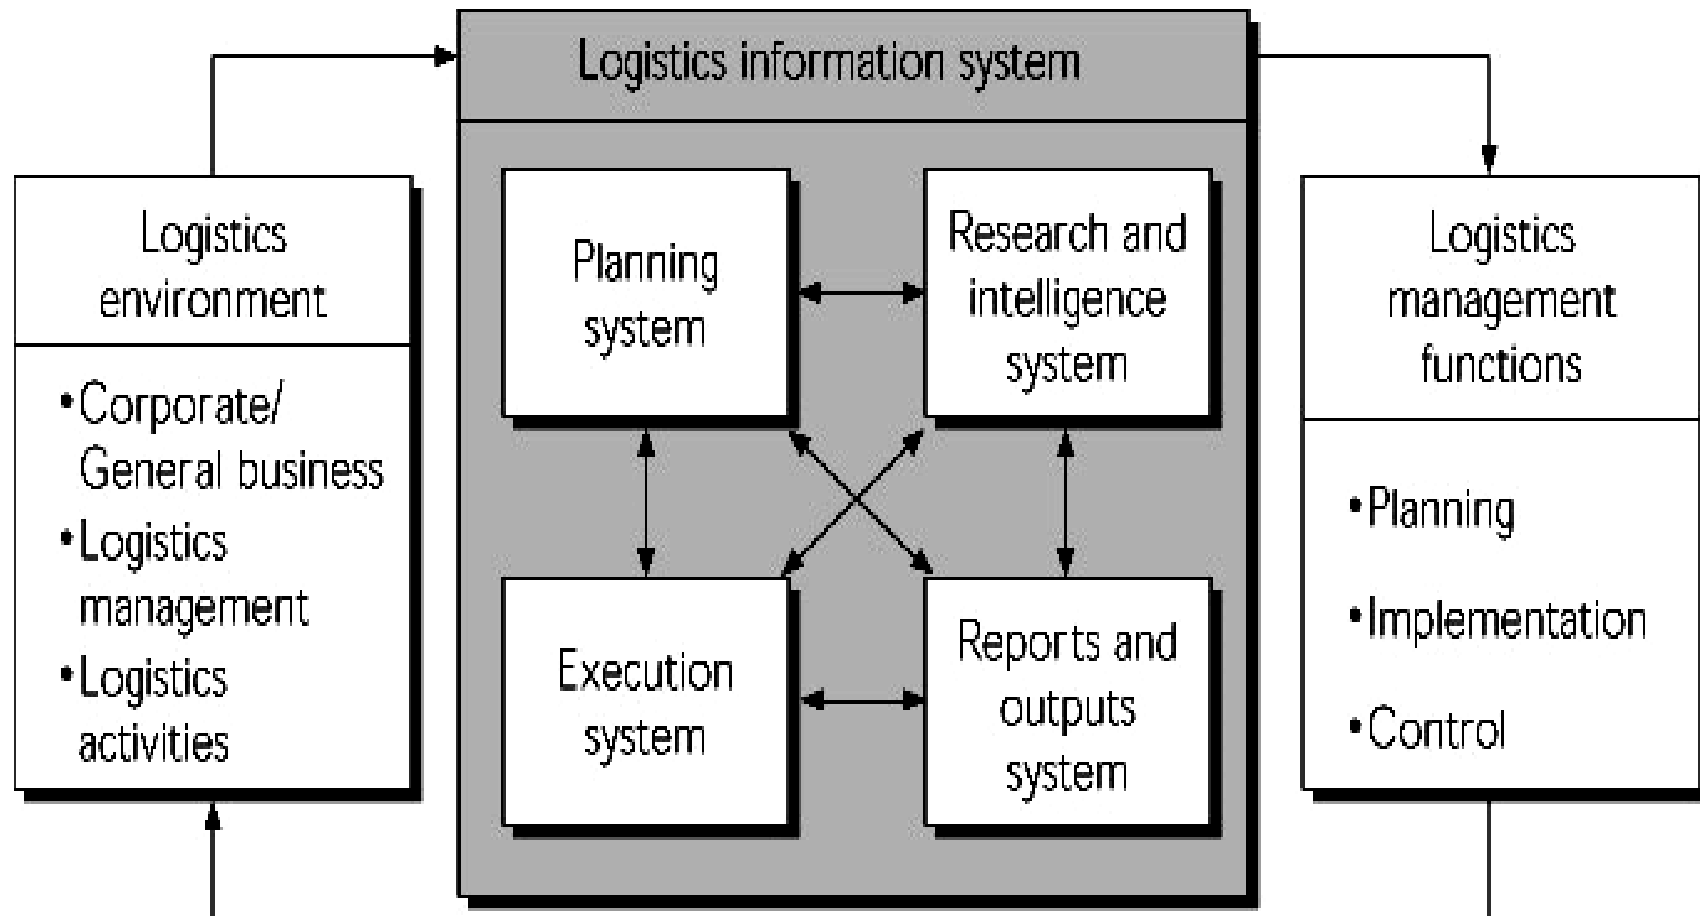 Logistics information system
Logistics
environment
•Corporate/
General business
•Logistics
management
•Logistics
activities
Planning
system
Research and
intelligence
system
Execution
system
Reports and
outputs
system
Logistics
management
functions
•Planning
•Implementation
•Control